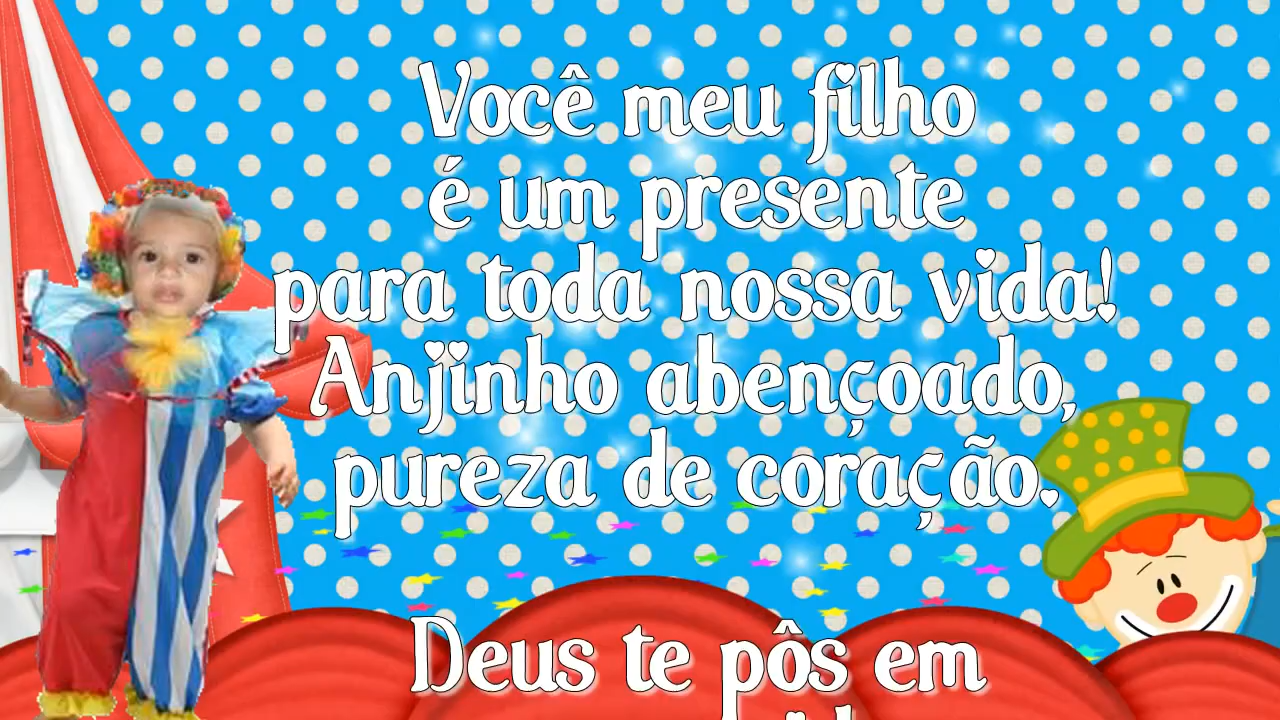 Você meu filho
é um presente
para toda nossa vida!
Anjinho abençoado,
pureza de coração.
Deus te pôs em